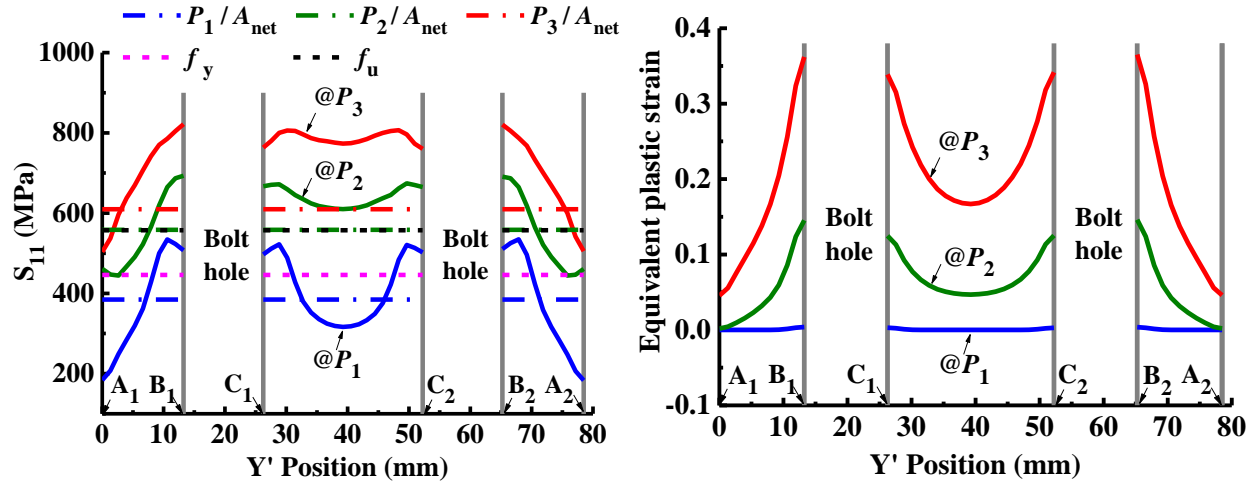 P1 / Anet P2 / Anet P3 / Anet
fy fu
S11 (MPa)
1000
800
600
400
200
@P3
@P2
@P1
Bolt
hole
Bolt
hole
A1 B1 C1 C2 B2 A2
0 10 20 30 40 50 60 70 80
Y' Position (mm)
Equivalent plastic strain
0.4
0.3
0.2
0.1
0.0
-0.1
@P3
@P2
@P1
Bolt
hole
Bolt
hole
A1 B1 C1 C2 B2 A2
0 10 20 30 40 50 60 70 80
Y' Position (mm)